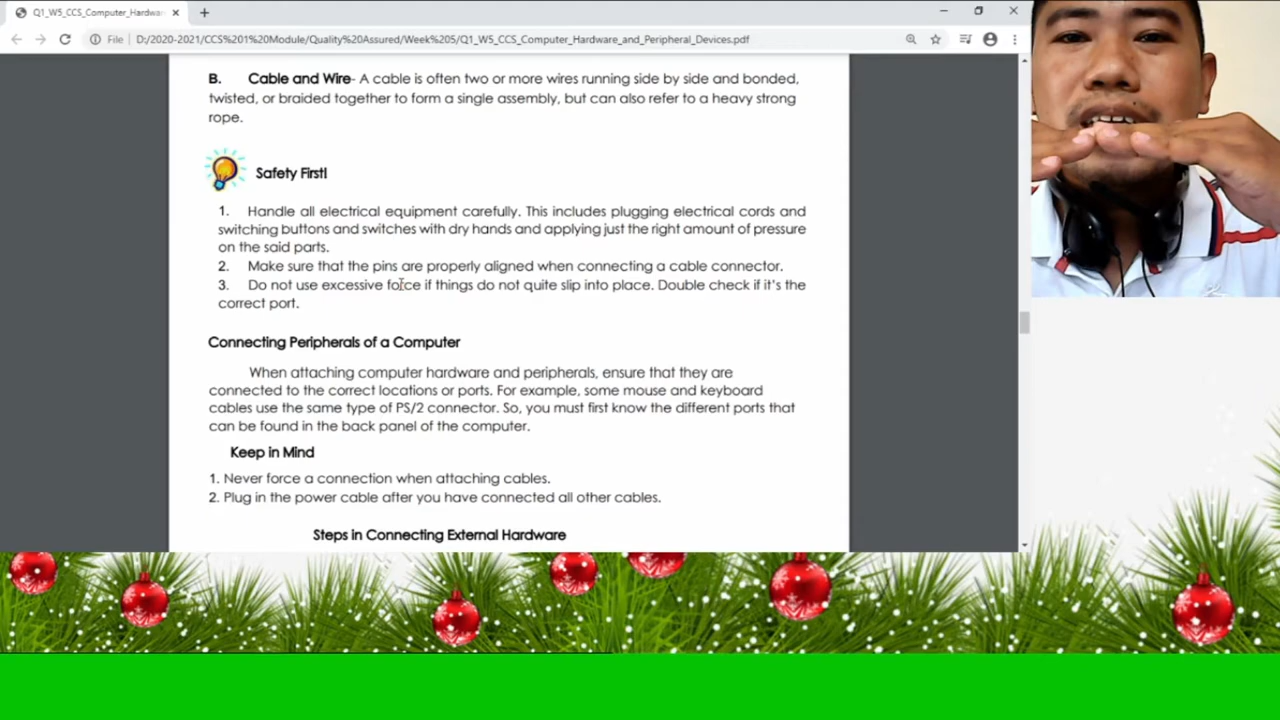 Q1_W5_CCS_Computer_Hardwar
File
D:/2020-2021/CCS%201%20Module/Quality%20Assured/Week%205/Q1_W5_CCS_Computer_Hardware_and_Peripheral_Devices.pdf
B. Cable and Wire- A cable is often two or more wires running side by side and bonded,
twisted, or braided together to form a single assembly, but can also refer to a heavy strong
rope.
Safety First!
1. Handle all electrical equipment carefully. This includes plugging electrical cords and
switching buttons and switches with dry hands and applying just the right amount of pressure
on the said parts.
2. Make sure that the pins are properly aligned when connecting a cable connector.
3. Do not use excessive force if things do not quite slip into place. Double check if it's the
correct port.
Connecting Peripherals of a Computer
When attaching computer hardware and peripherals, ensure that they are
connected to the correct locations or ports. For example, some mouse and keyboard
cables use the same type of PS/2 connector. So, you must first know the different ports that
can be found in the back panel of the computer.
Keep in Mind
1. Never force a connection when attaching cables.
2. Plug in the power cable after you have connected all other cables.
Steps in Connecting External Hardware